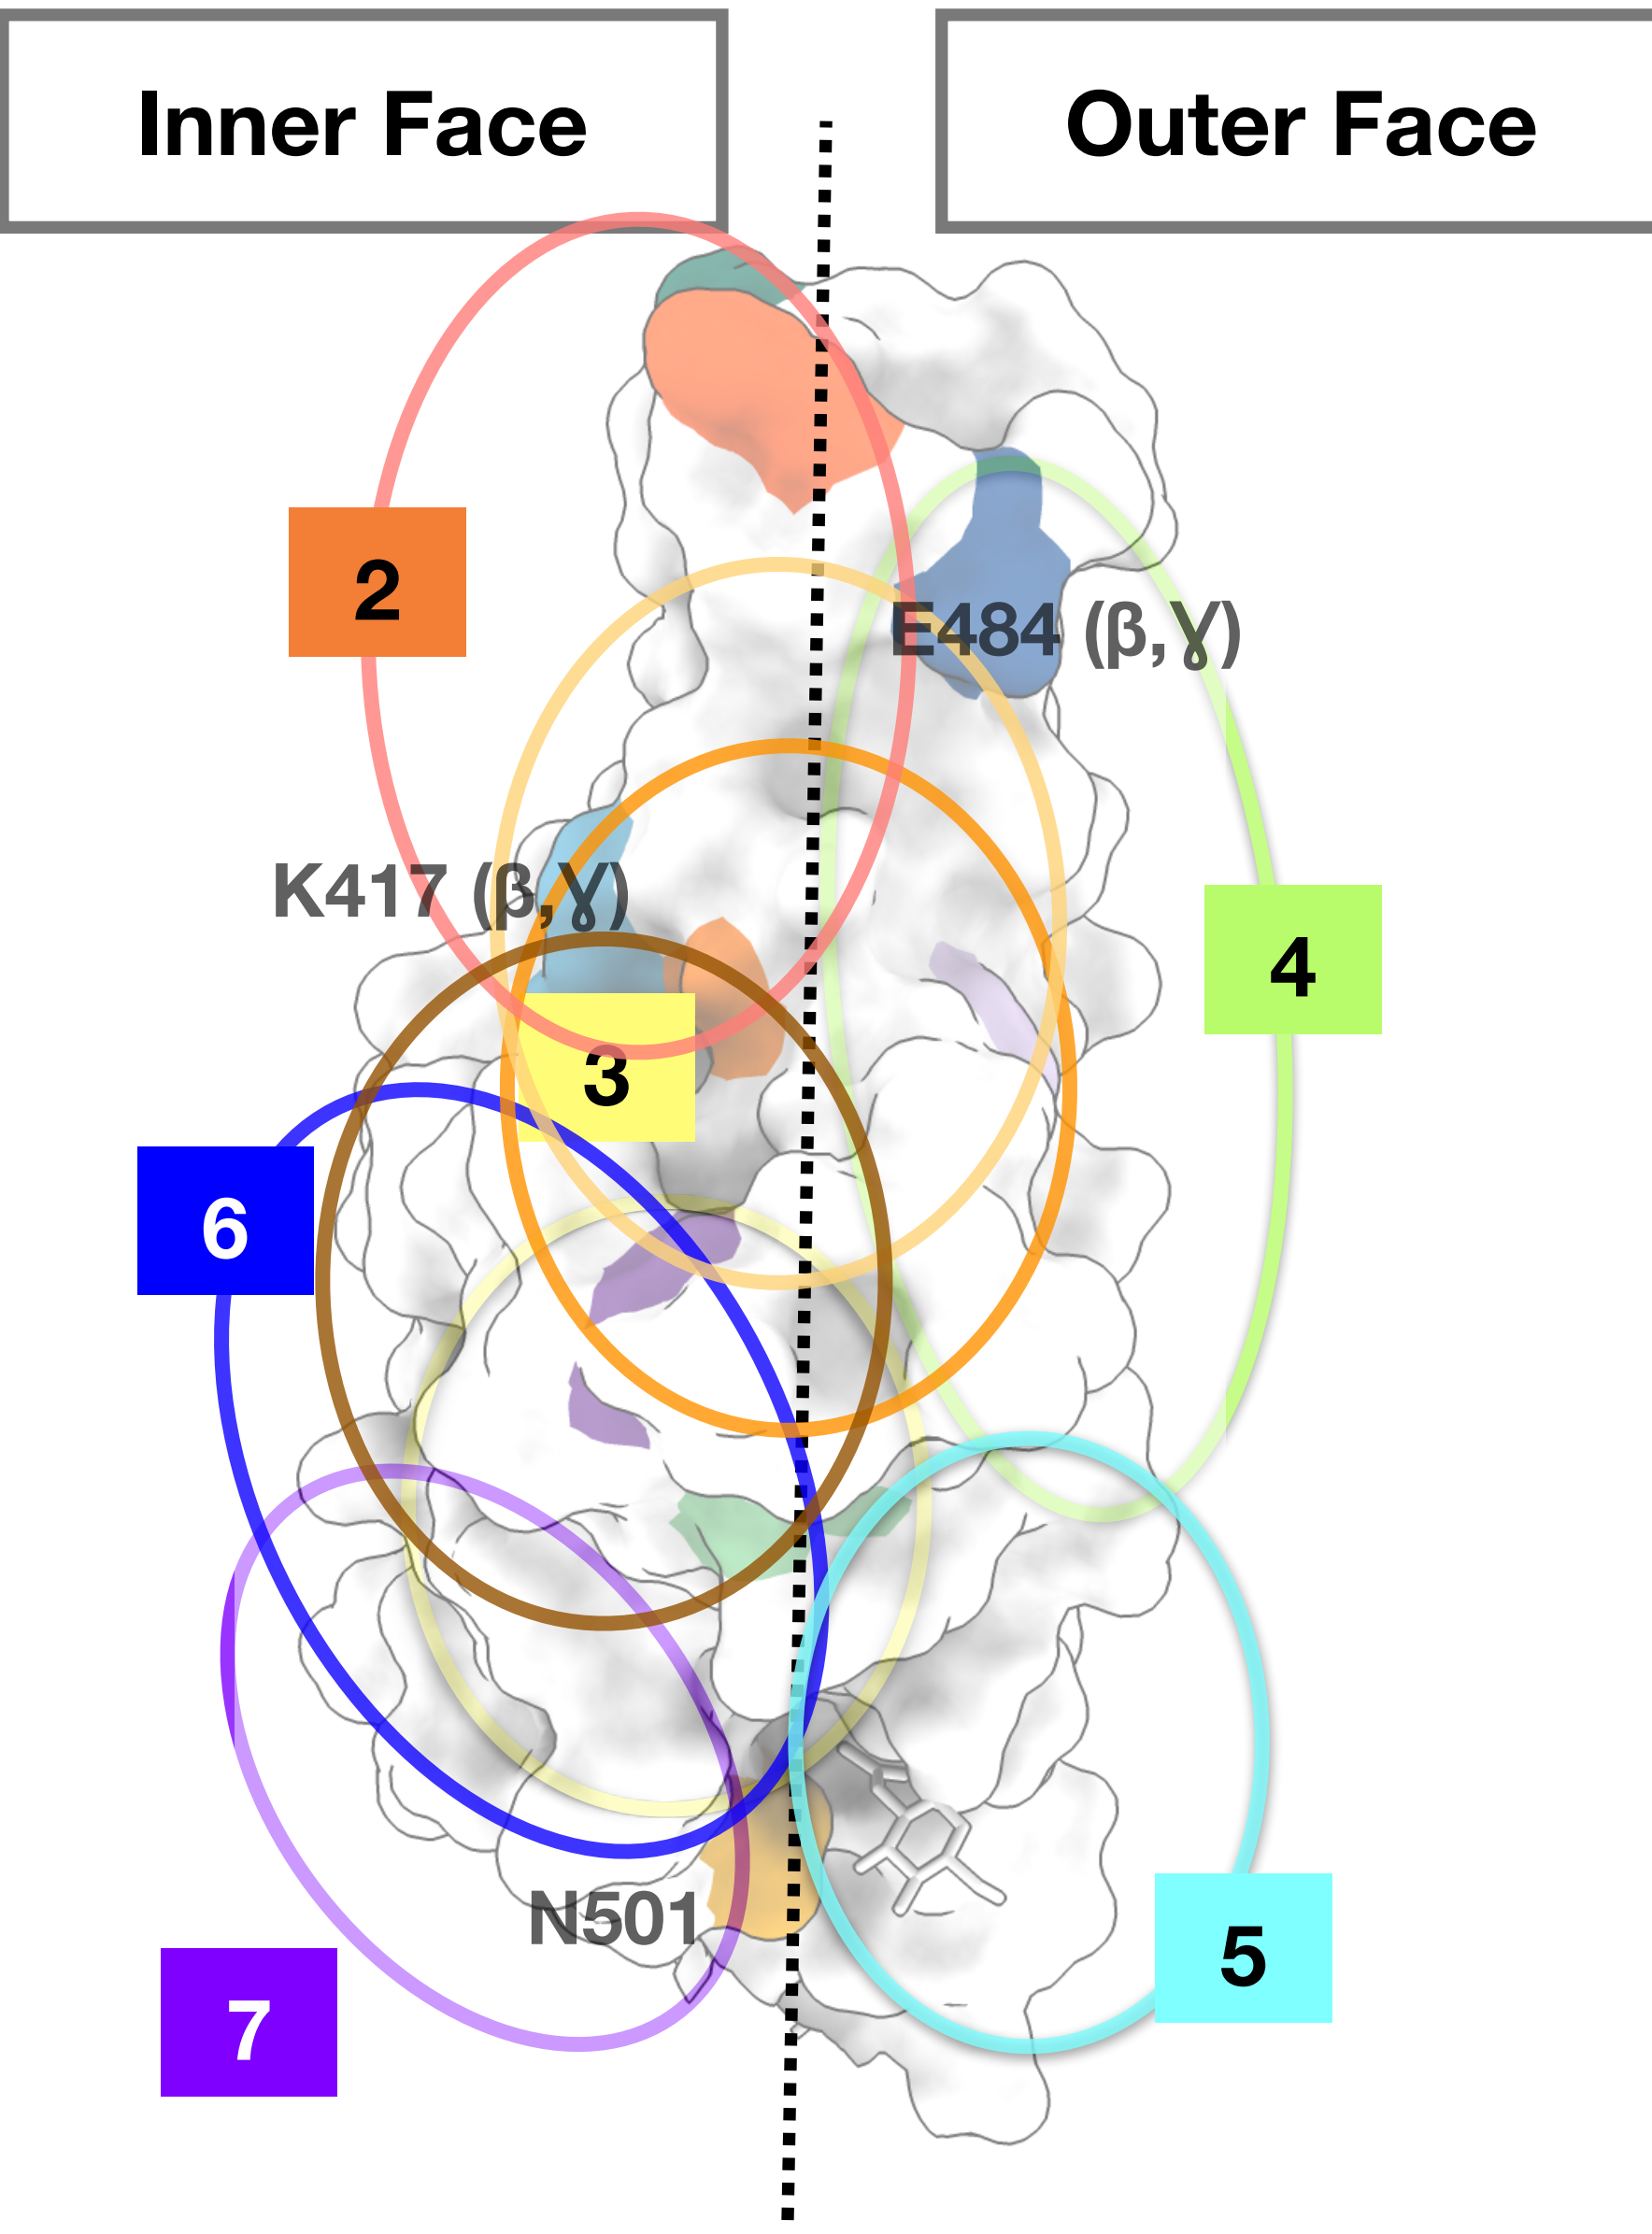 Inner Face
Outer Face
2
E484 (β,ɣ)
K417 (β,ɣ)
4
3
6
N501
5
7